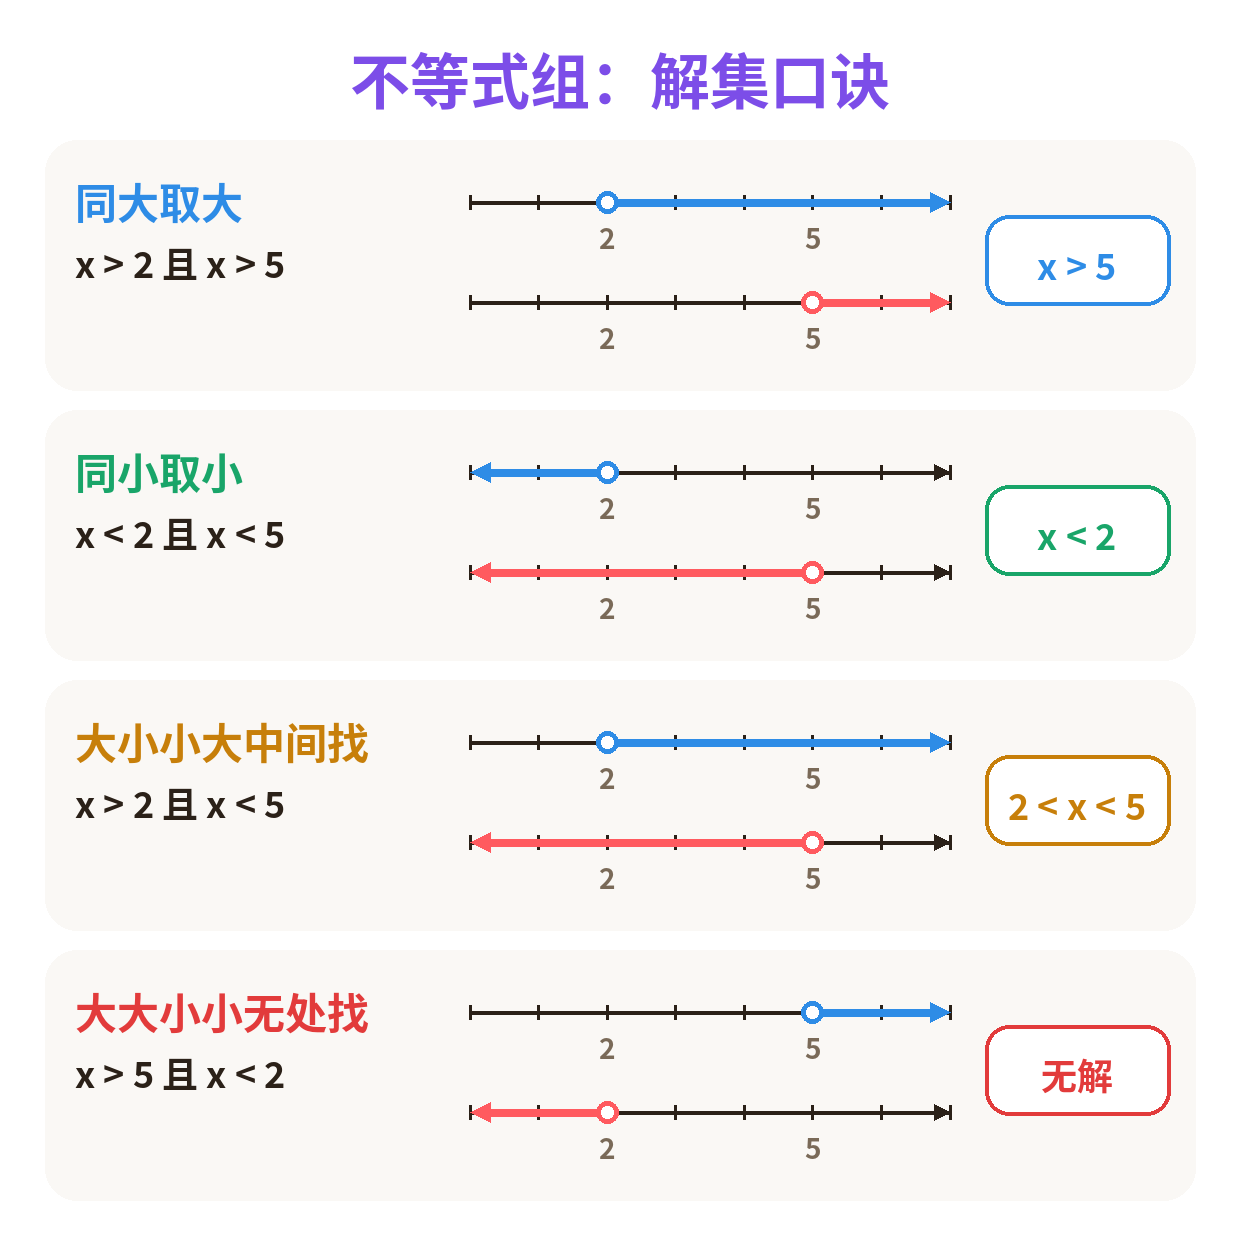 不等式组：解集口诀
同大取大
x > 2 且 x > 5
2 5
2 5
x > 5
同小取小
x < 2 且 x < 5
2 5
2 5
x < 2
大小小大中间找
x > 2 且 x < 5
2 5
2 5
2 < x < 5
大大小小无处找
x > 5 且 x < 2
2 5
2 5
无解